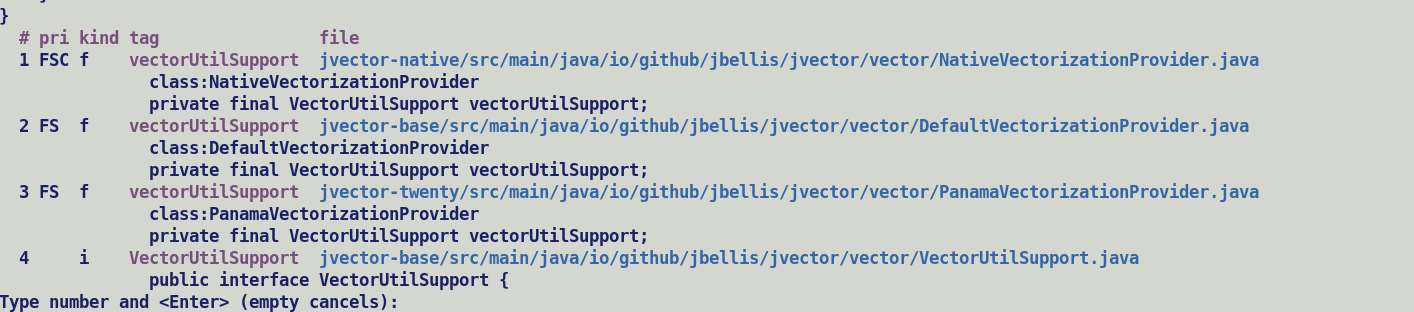 }
  # pri kind tag                file
  1 FSC f    vectorUtilSupport  jvector-native/src/main/java/io/github/jbellis/jvector/vector/NativeVectorizationProvider.java
               class:NativeVectorizationProvider
               private final VectorUtilSupport vectorUtilSupport;
  2 FS  f    vectorUtilSupport  jvector-base/src/main/java/io/github/jbellis/jvector/vector/DefaultVectorizationProvider.java
               class:DefaultVectorizationProvider
               private final VectorUtilSupport vectorUtilSupport;
  3 FS  f    vectorUtilSupport  jvector-twenty/src/main/java/io/github/jbellis/jvector/vector/PanamaVectorizationProvider.java
               class:PanamaVectorizationProvider
               private final VectorUtilSupport vectorUtilSupport;
  4     i    VectorUtilSupport  jvector-base/src/main/java/io/github/jbellis/jvector/vector/VectorUtilSupport.java
               public interface VectorUtilSupport {
Type number and <Enter> (empty cancels):